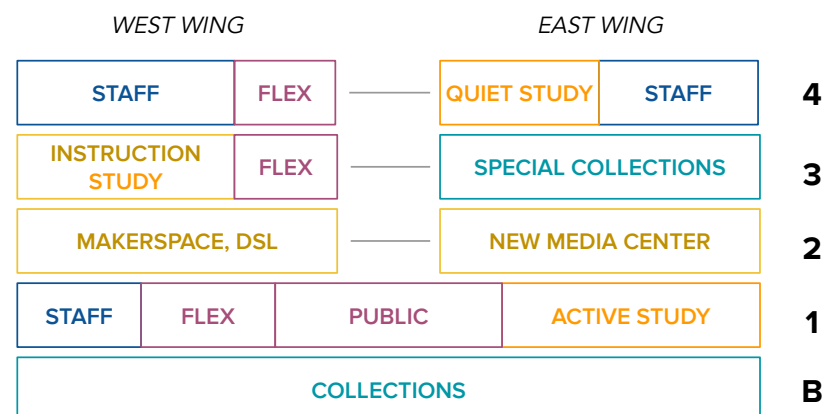 WEST WING
EAST WING
STAFF
FLEX
QUIET STUDY
STAFF
4
INSTRUCTION
STUDY
FLEX
SPECIAL COLLECTIONS
3
MAKERSPACE, DSL
NEW MEDIA CENTER
2
STAFF
FLEX
PUBLIC
ACTIVE STUDY
1
COLLECTIONS
B